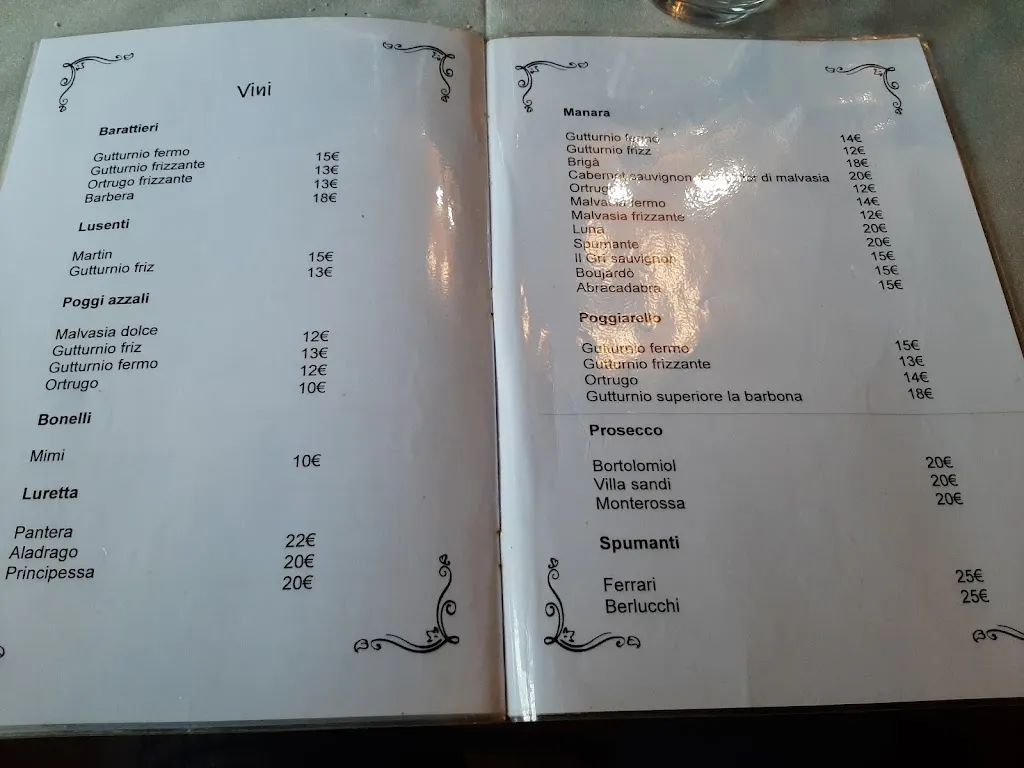 Vini
Barattieri
Gutturnio fermo 15€
Gutturnio frizzante 13€
Ortrugo frizzante 13€
Barbera 18€
Lusenti
Martin 15€
Gutturnio friz 13€
Poggi azzali
Malvasia dolce 12€
Gutturnio friz 13€
Gutturnio fermo 12€
Ortrugo 10€
Bonelli
Mimi 10€
Luretta
Pantera 22€
Aladrago 20€
Principessa 20€
Manara
Gutturnio fermo 14€
Gutturnio frizz 12€
Brigà 18€
Cabernet sauvignon di malvasia 20€
Ortrugo 12€
Malvasia fermo 14€
Malvasia frizzante 12€
Luna 20€
Spumante 20€
Il Gri sauvignon 15€
Boujardò 15€
Abracadabra 15€
Poggiarello
Gutturnio fermo 15€
Gutturnio frizzante 13€
Ortrugo 14€
Gutturnio superiore la barbona 18€
Prosecco
Bortolomiol 20€
Villa sandi 20€
Monterossa 20€
Spumanti
Ferrari 25€
Berlucchi 25€